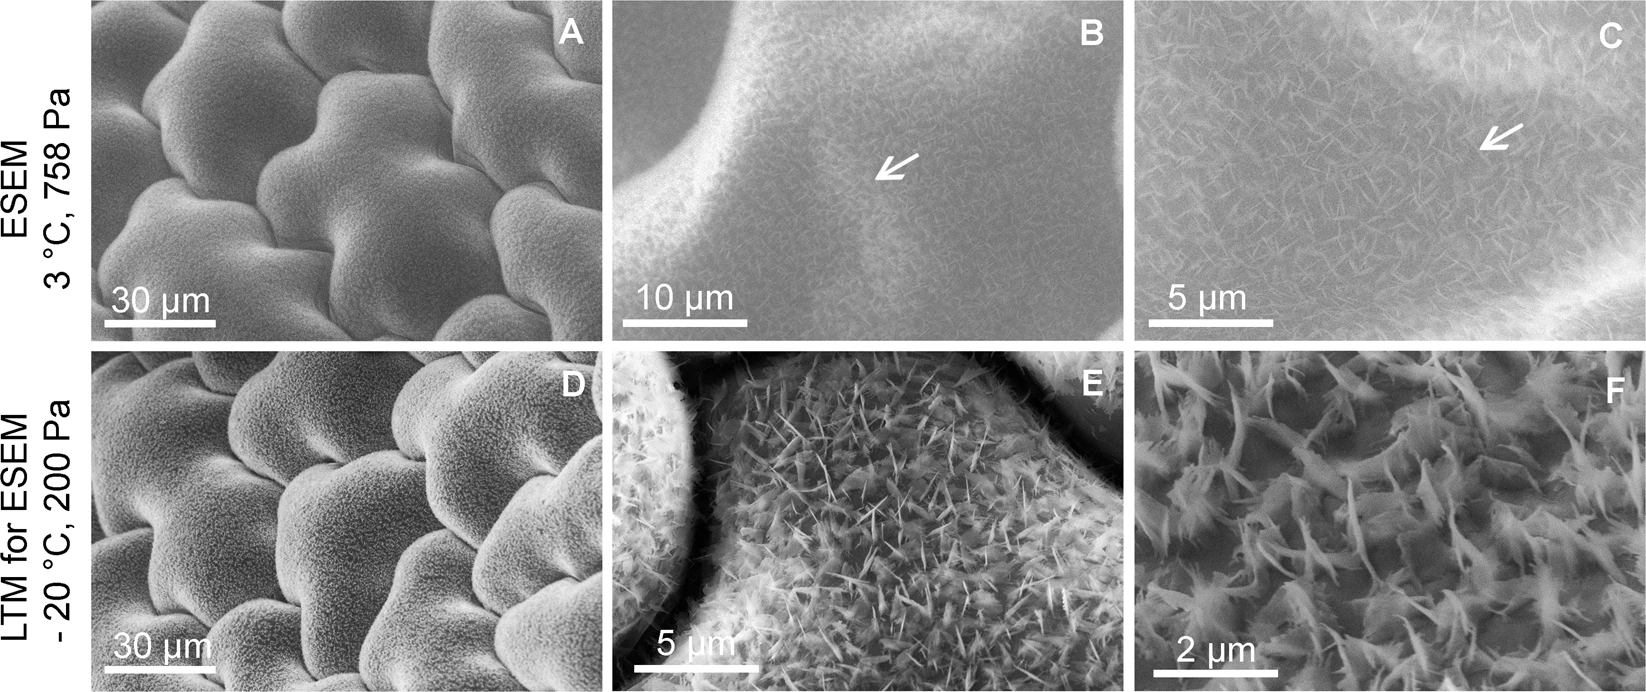 ESEM
3 °C, 758 Pa
A
30 µm
B
10 µm
C
5 µm
LTM for ESEM
- 20 °C, 200 Pa
D
30 µm
E
5 µm
F
2 µm